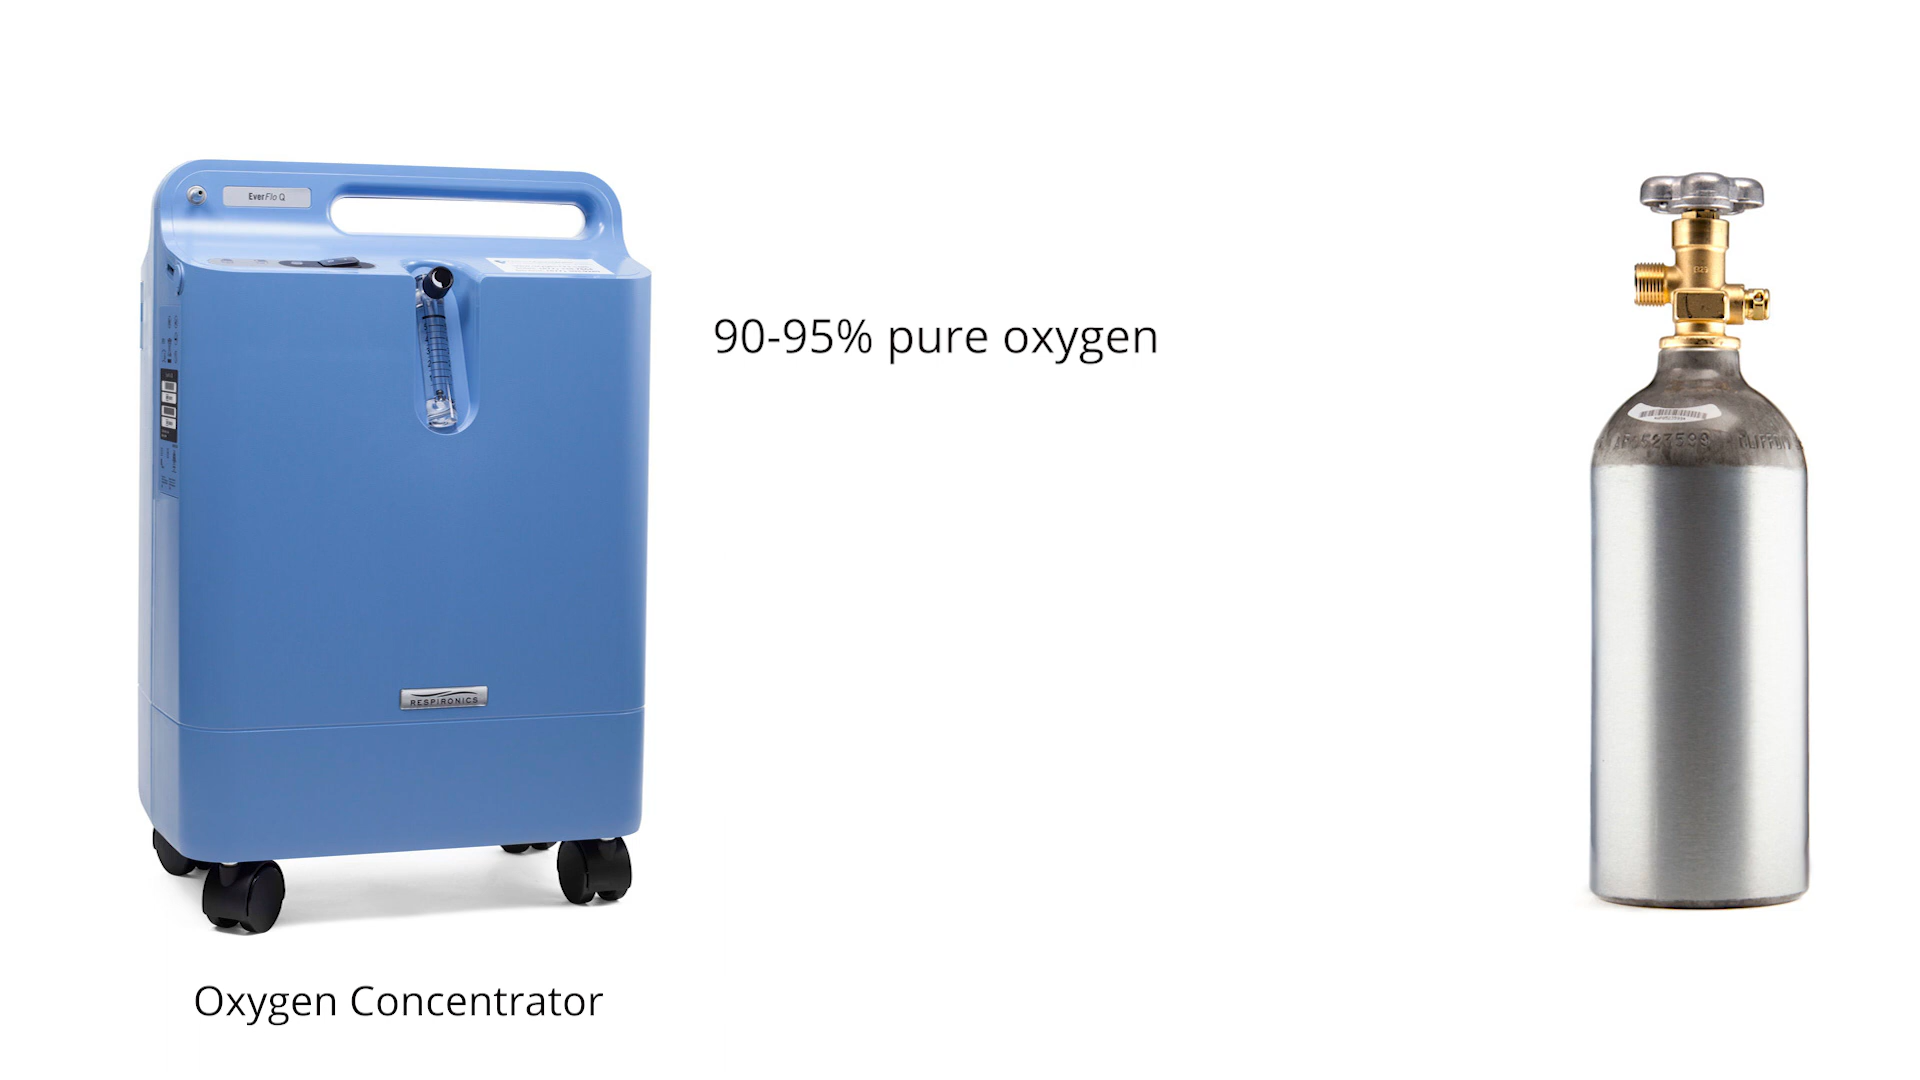 EverFlo Q
90-95% pure oxygen
RESPIRONICS
Oxygen Concentrator